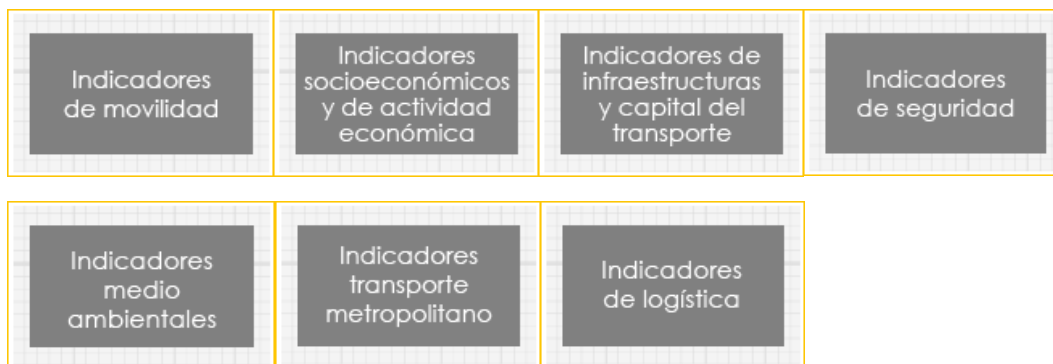 Indicadores
de movilidad
Indicadores
socioeconómicos
y de actividad
económica
Indicadores de
infraestructuras
y capital del
transporte
Indicadores
de seguridad
Indicadores
medio
ambientales
Indicadores
transporte
metropolitano
Indicadores
de logística